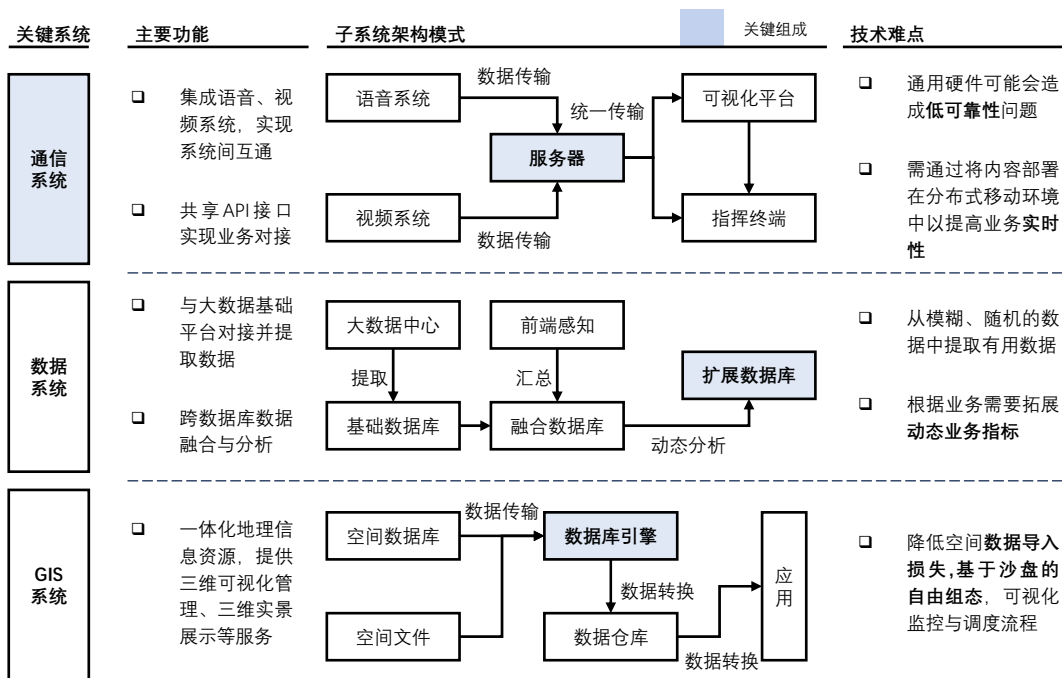 关键系统
主要功能
子系统架构模式
关键组成
技术难点
通信
系统
❑ 集成语音、视
频系统，实现
系统间互通
❑ 共享API接口
实现业务对接
语音系统
数据传输
统一传输
服务器
视频系统
数据传输
可视化平台
指挥终端
❑ 通用硬件可能会造
成低可靠性问题
❑ 需通过将内容部署
在分布式移动环境
中以提高业务实时
性
数据
系统
❑ 与大数据基础
平台对接并提
取数据
❑ 跨数据库数据
融合与分析
大数据中心
前端感知
提取
汇总
基础数据库
融合数据库
动态分析
扩展数据库
❑ 从模糊、随机的数
据中提取有用数据
❑ 根据业务需要拓展
动态业务指标
GIS
系统
❑ 一体化地理信
息资源，提供
三维可视化管
理、三维实景
展示等服务
空间数据库
数据传输
数据库引擎
空间文件
数据转换
数据仓库
数据转换
应
用
❑ 降低空间数据导入
损失,基于沙盘的
自由组态，可视化
监控与调度流程